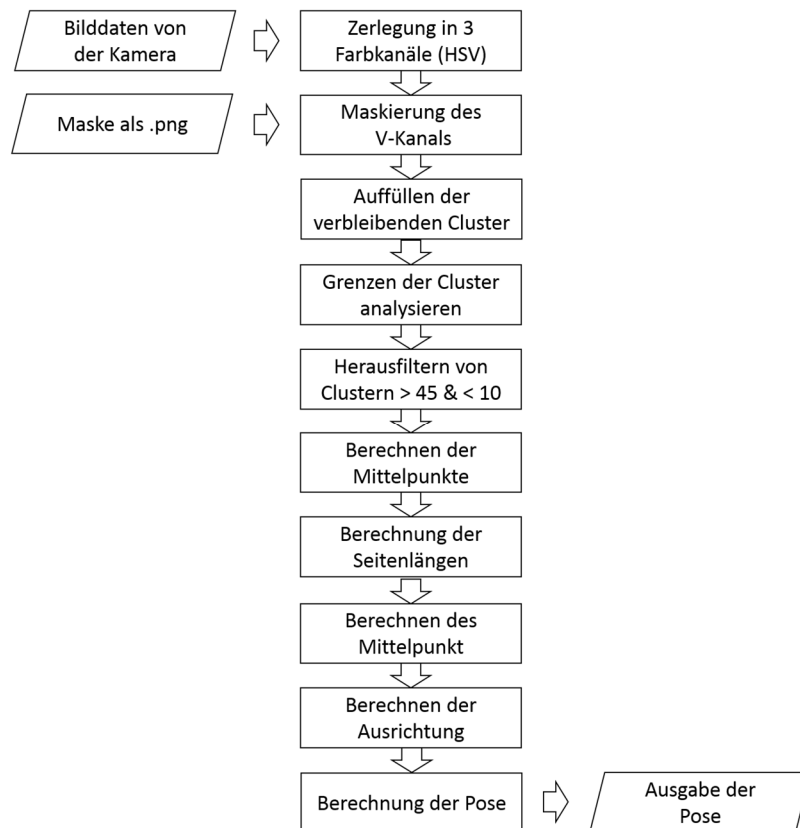 Bilddaten von
der Kamera
Zerlegung in 3
Farbkanäle (HSV)
Maske als .png
Maskierung des
V-Kanals
Auffüllen der
verbleibenden Cluster
Grenzen der Cluster
analysieren
Herausfiltern von
Clustern > 45 & < 10
Berechnen der
Mittelpunkte
Berechnung der
Seitenlängen
Berechnen des
Mittelpunkt
Berechnen der
Ausrichtung
Berechnung der Pose
Ausgabe der
Pose